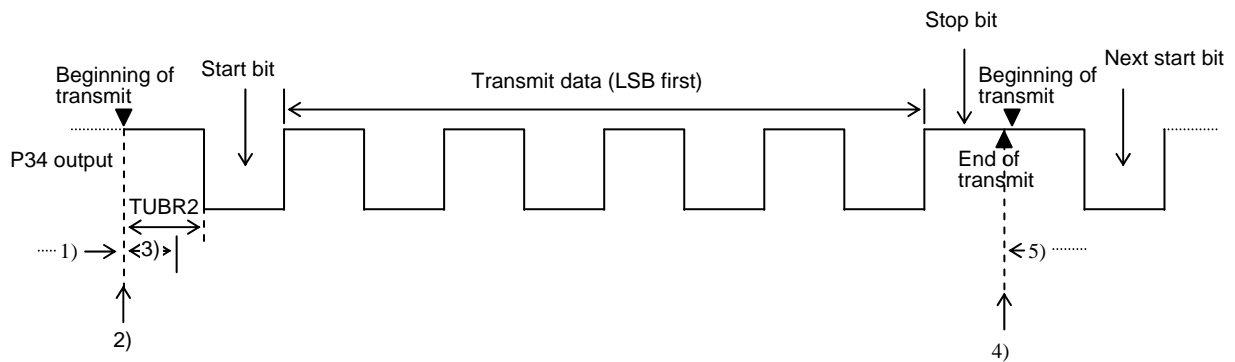 Stop bit
Beginning of
transmit
Start bit
Transmit data (LSB first)
Beginning of
transmit
Next start bit
P34 output
End of
transmit
TUBR2
1)
3)
5)
2)
4)